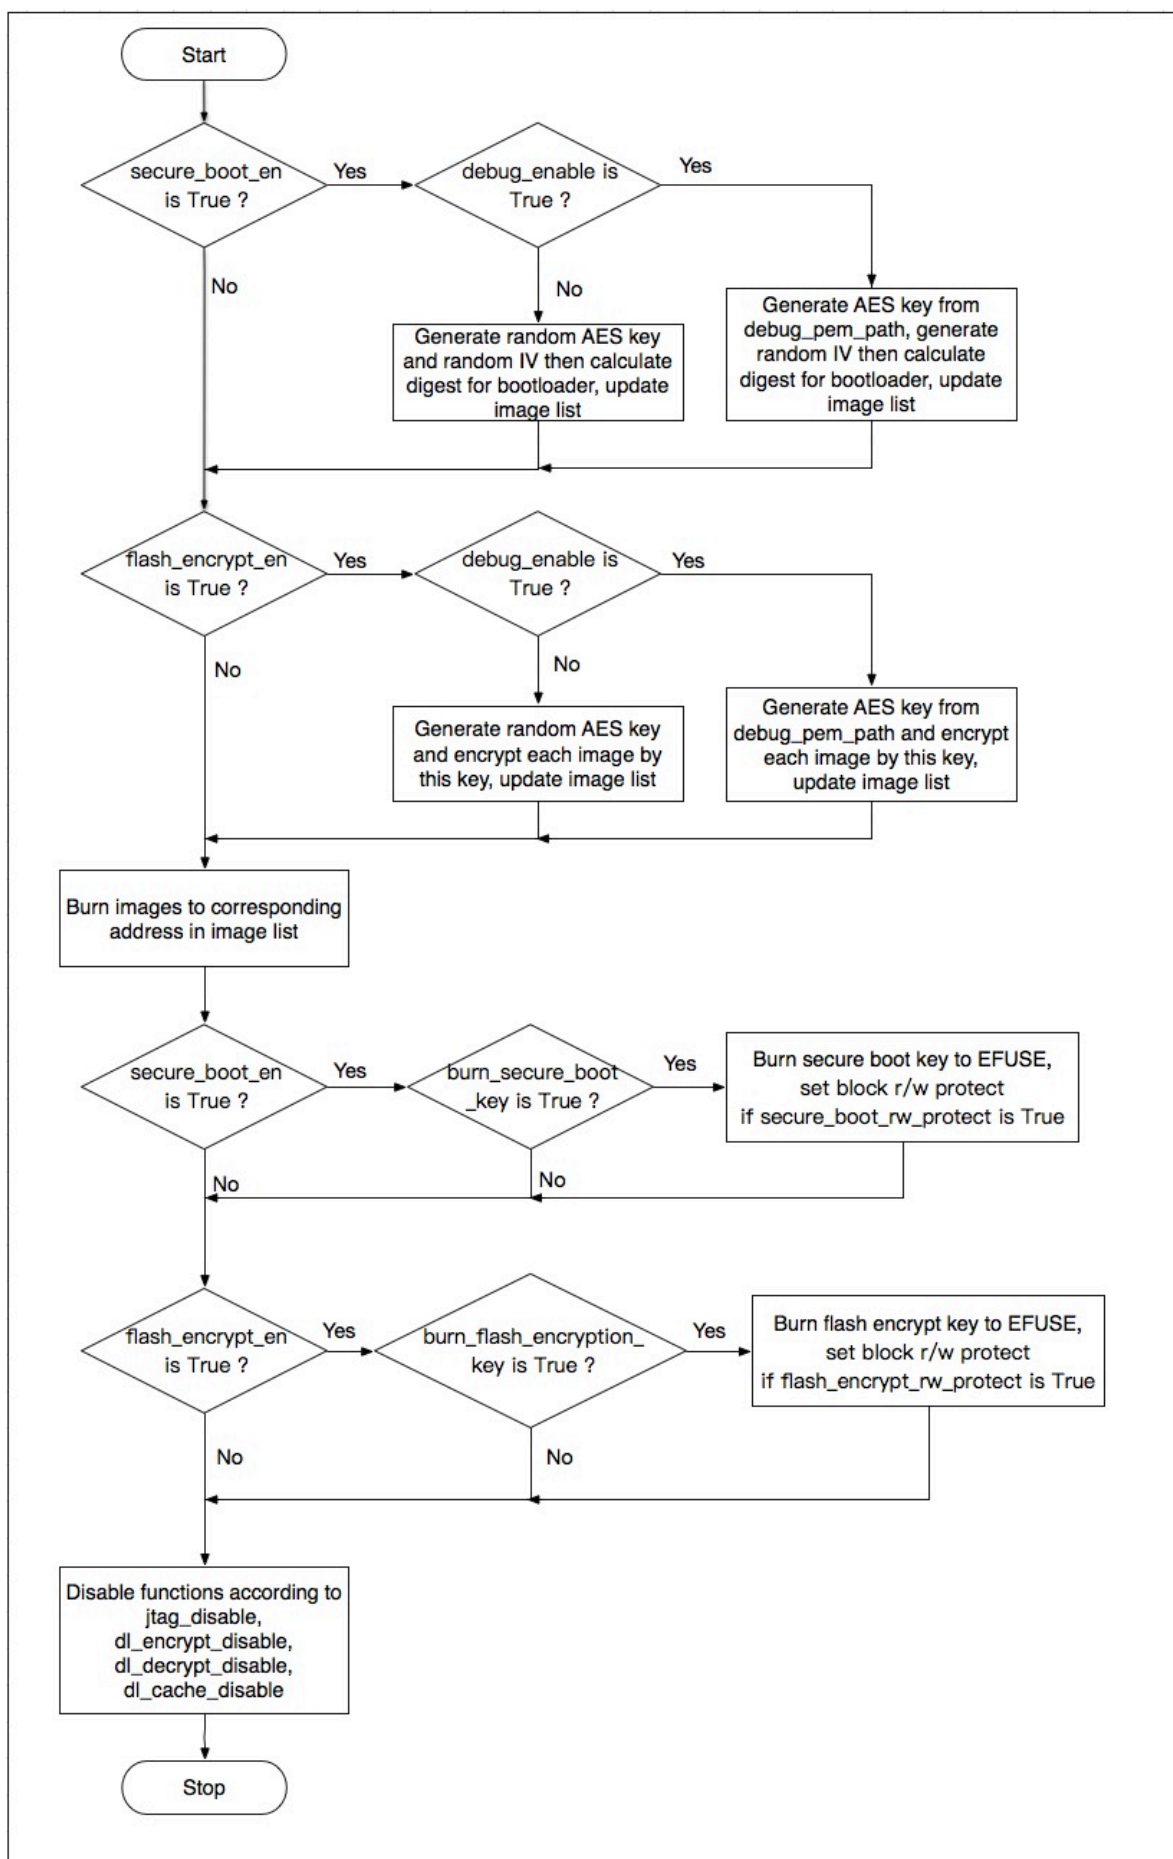 Start
secure_boot_en
is True ?
Yes
debug_enable is
True ?
Yes
No
No
Generate random AES key
and random IV then calculate
digest for bootloader, update
image list
Generate AES key from
debug_pem_path, generate
random IV then calculate
digest for bootloader, update
image list
flash_encrypt_en
is True ?
Yes
debug_enable is
True ?
Yes
No
No
Generate random AES key
and encrypt each image by
this key, update image list
Generate AES key from
debug_pem_path and encrypt
each image by this key,
update image list
Burn images to corresponding
address in image list
secure_boot_en
is True ?
Yes
burn_secure_boot
_key is True ?
Yes
Burn secure boot key to EFUSE,
set block r/w protect
if secure_boot_rw_protect is True
No
No
flash_encrypt_en
is True ?
Yes
burn_flash_encryption_
key is True ?
Yes
Burn flash encrypt key to EFUSE,
set block r/w protect
if flash_encrypt_rw_protect is True
No
No
Disable functions according to
jtag_disable,
dl_encrypt_disable,
dl_decrypt_disable,
dl_cache_disable
Stop